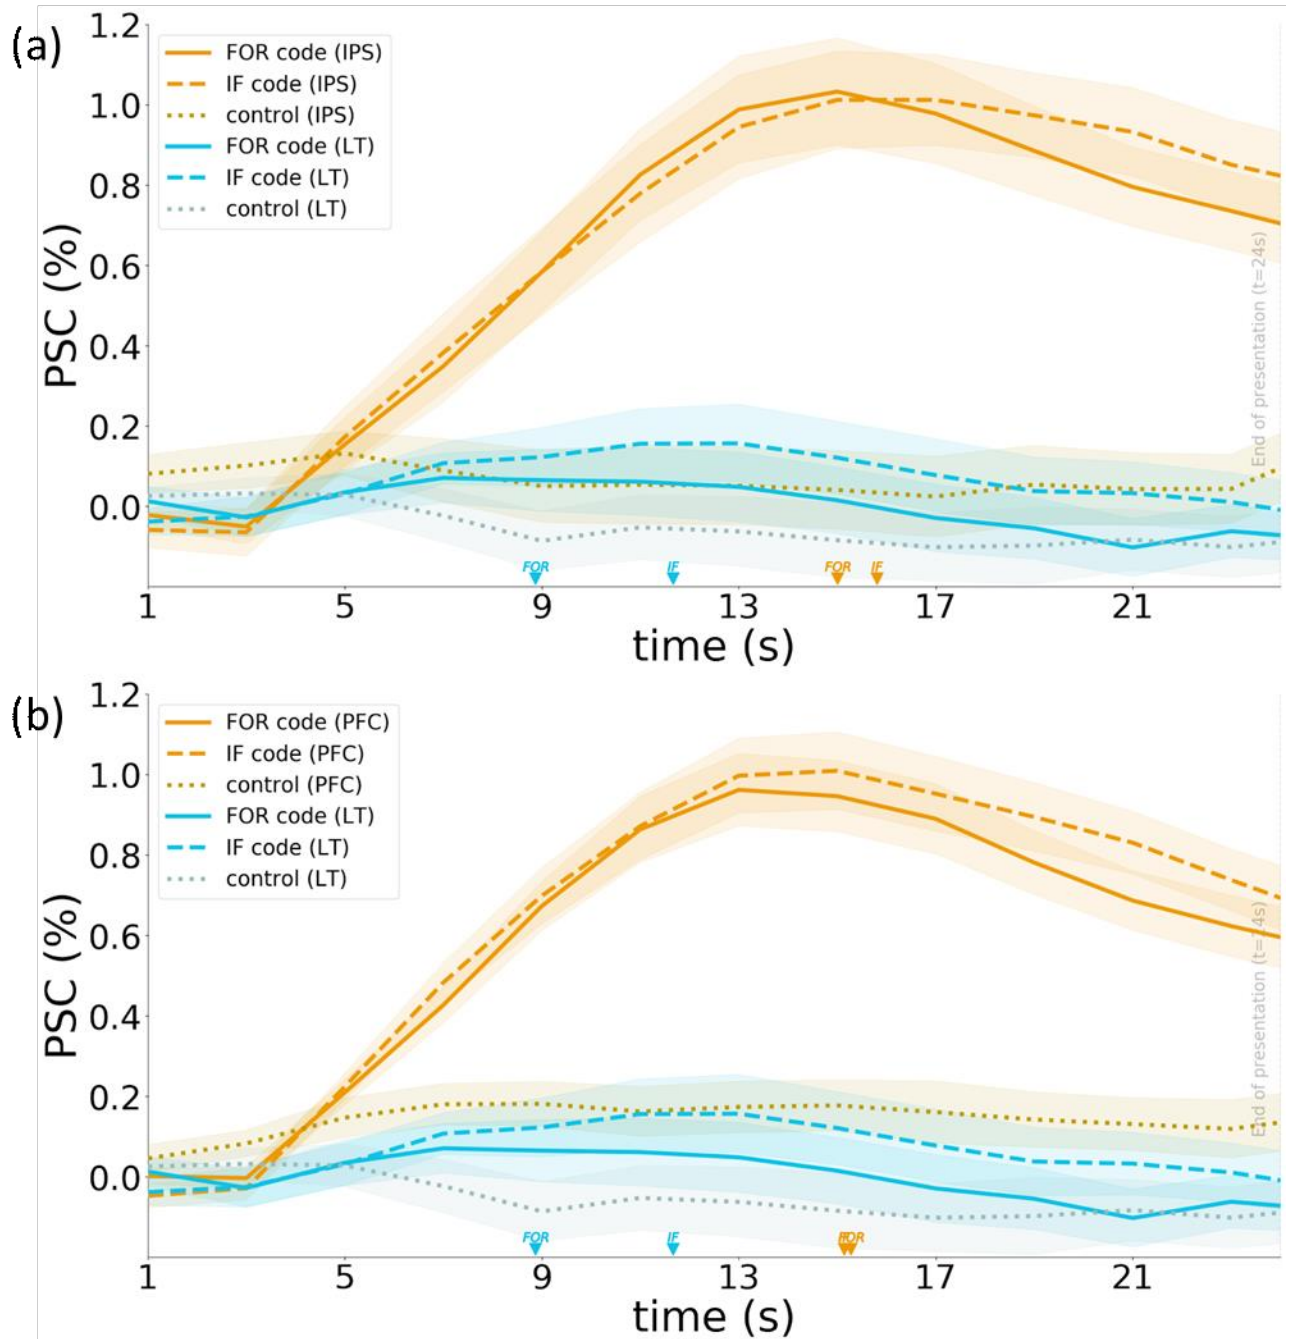 (a)
1.2
1.0
0.8
0.6
0.4
0.2
0.0
PSC (%)
FOR code (IPS)
IF code (IPS)
control (IPS)
FOR code (LT)
IF code (LT)
control (LT)
End of presentation (t=24s)
FOR IF FOR IF
1 5 9 13 17 21
time (s)
(b)
1.2
1.0
0.8
0.6
0.4
0.2
0.0
PSC (%)
FOR code (PFC)
IF code (PFC)
control (PFC)
FOR code (LT)
IF code (LT)
control (LT)
End of presentation (t=24s)
FOR IF FOR
1 5 9 13 17 21
time (s)